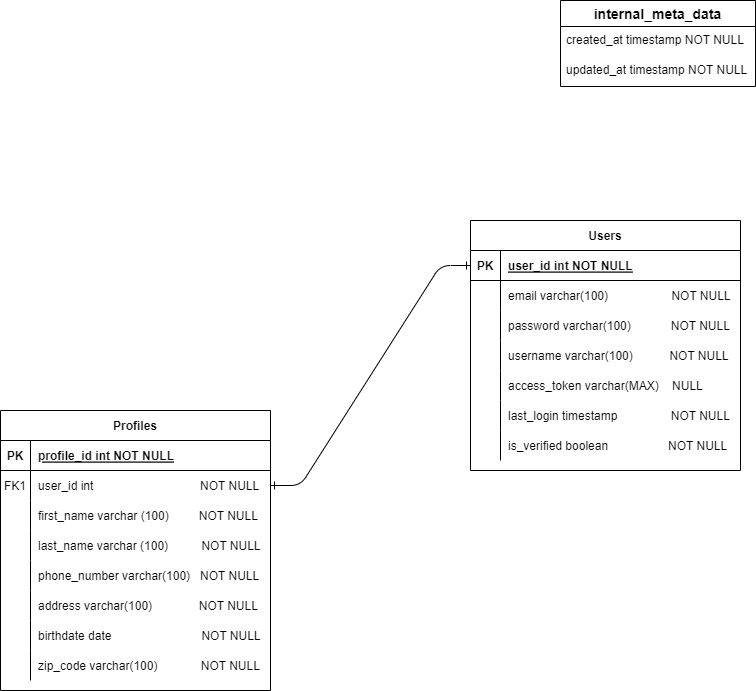 internal_meta_data
created_at timestamp NOT NULL
updated_at timestamp NOT NULL
Users
PK user_id int NOT NULL
email varchar(100) NOT NULL
password varchar(100) NOT NULL
username varchar(100) NOT NULL
access_token varchar(MAX) NULL
last_login timestamp NOT NULL
is_verified boolean NOT NULL
Profiles
PK profile_id int NOT NULL
FK1 user_id int NOT NULL
first_name varchar (100) NOT NULL
last_name varchar (100) NOT NULL
phone_number varchar(100) NOT NULL
address varchar(100) NOT NULL
birthdate date NOT NULL
zip_code varchar(100) NOT NULL